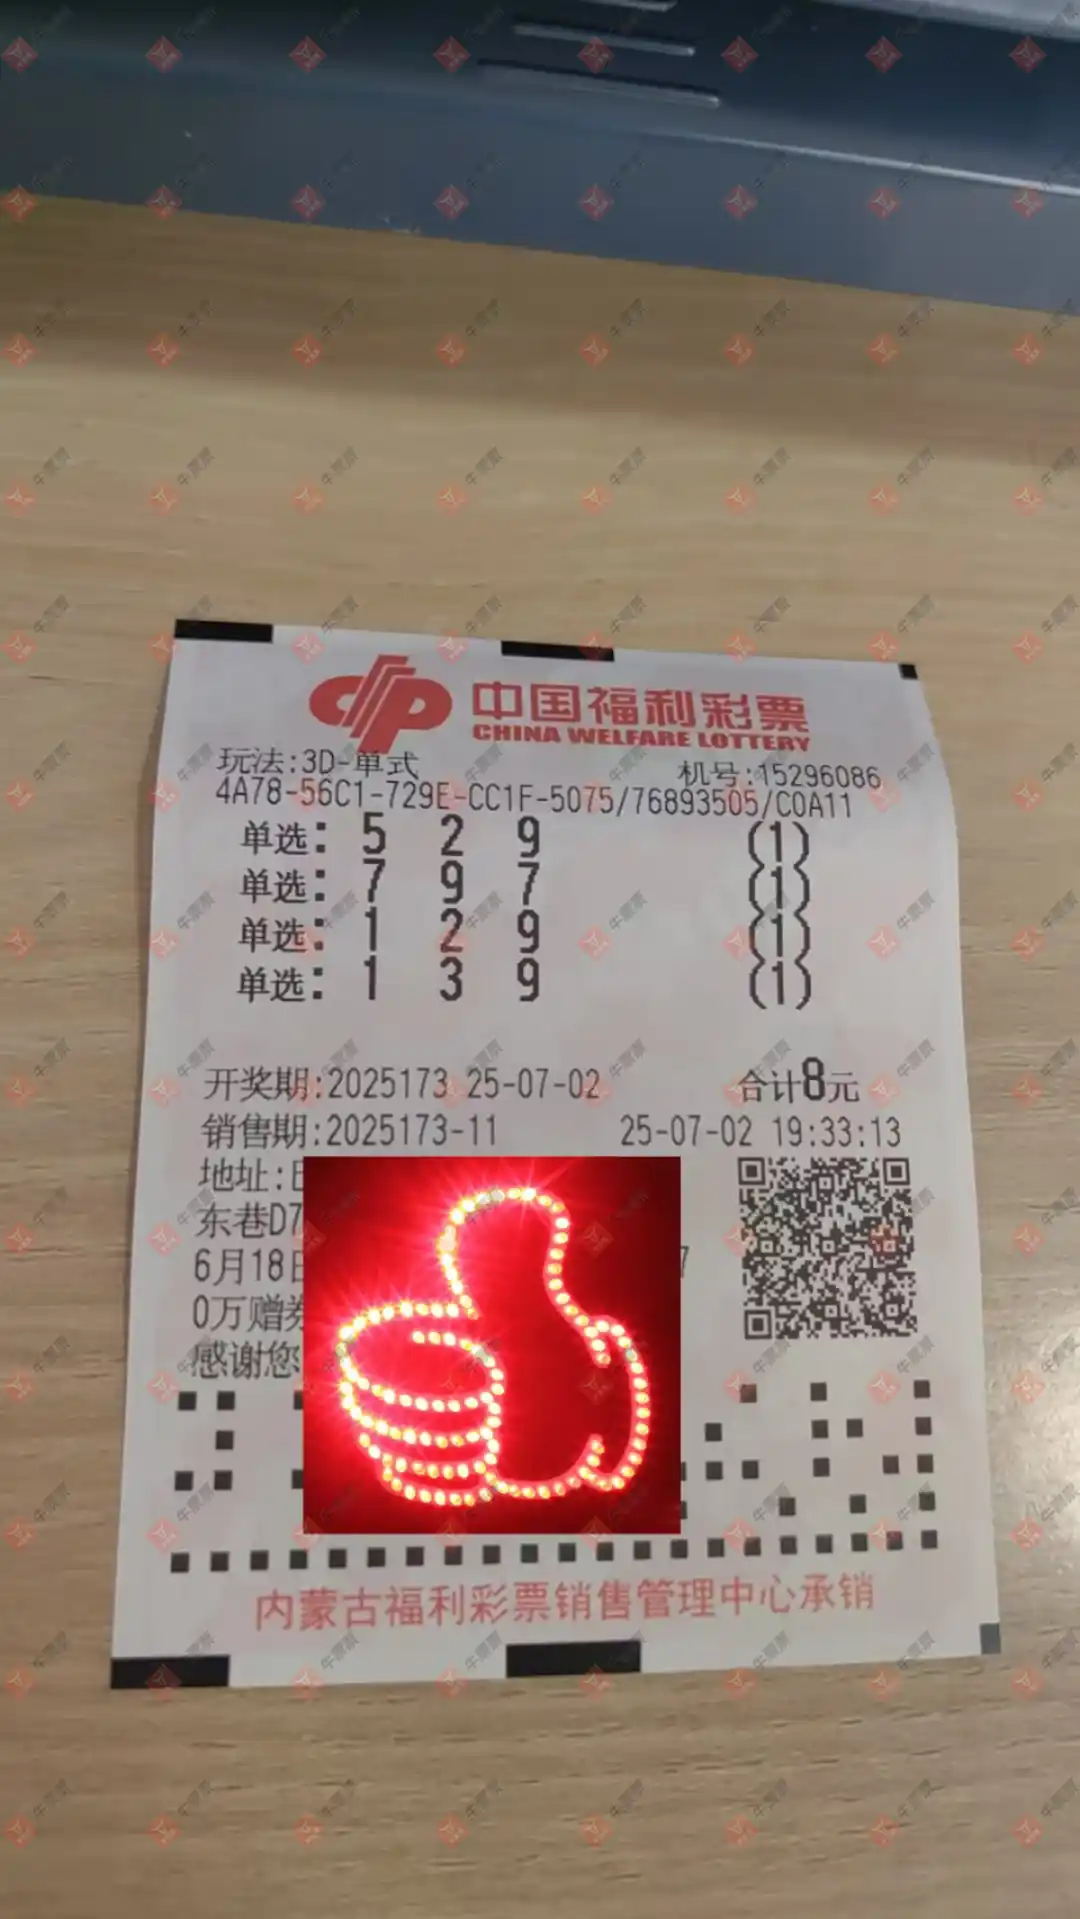 中国福利彩票
CHINA WELFARE LOTTERY
玩法:3D-单式 机号:15296086
4A78-56C1-729E-CC1F-5075/76893505/C0A11
单选: 5 2 9 (1)
单选: 7 9 7 (1)
单选: 1 2 9 (1)
单选: 1 3 9 (1)
开奖期:2025173 25-07-02 合计8元
销售期:2025173-11 25-07-02 19:33:13
地址:
东巷D7
6月18日 7
0万赠券
感谢您
内蒙古福利彩票销售管理中心承销